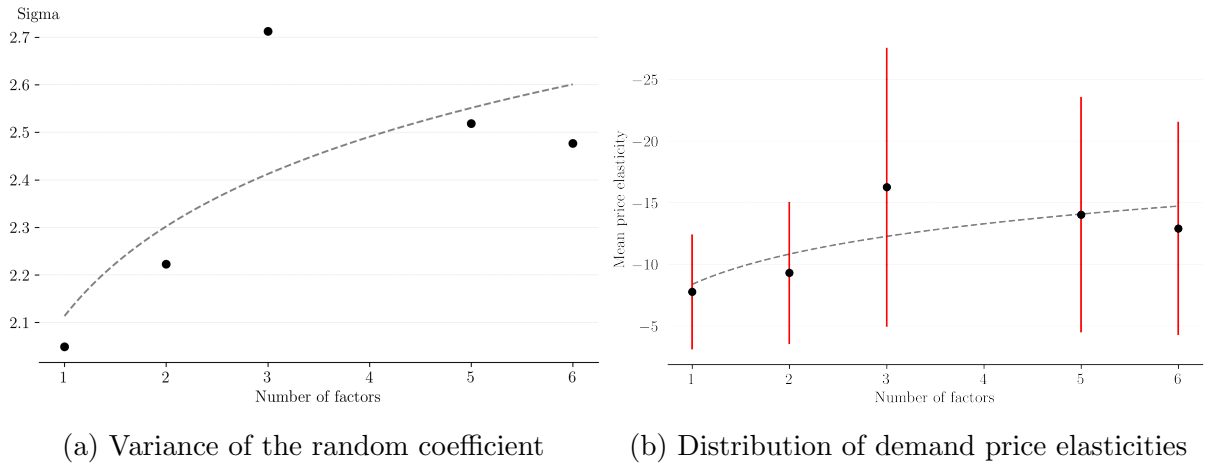 Sigma
2.7
2.6
2.5
2.4
2.3
2.2
2.1
1 2 3 4 5 6
Number of factors
(a) Variance of the random coefficient
Mean price elasticity
−25
−20
−15
−10
−5
1 2 3 4 5 6
Number of factors
(b) Distribution of demand price elasticities